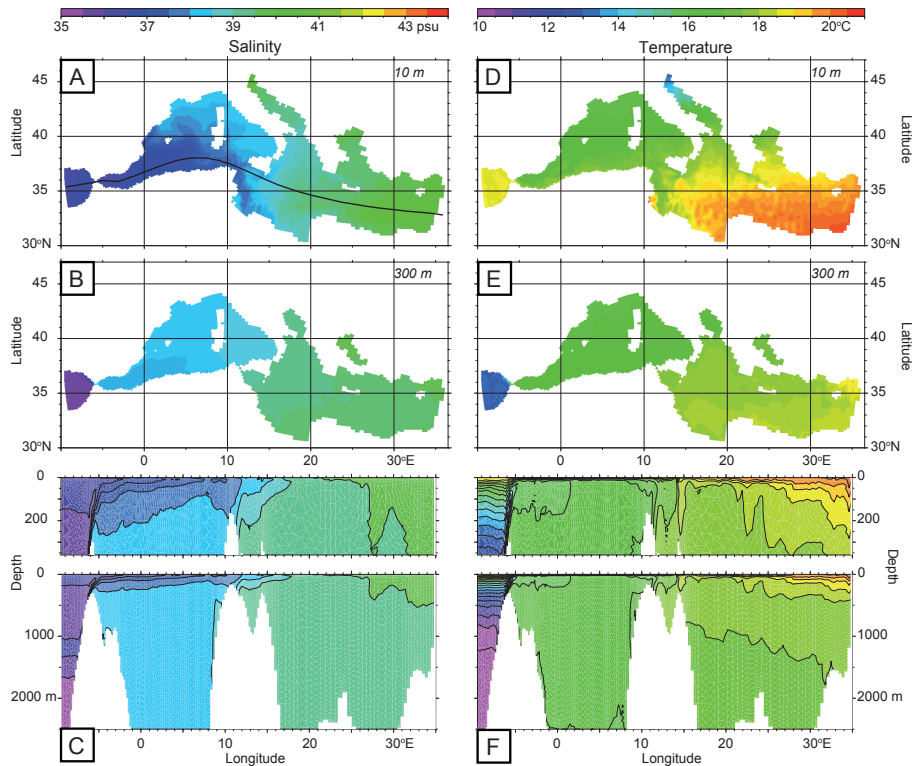 35 37 39 41 43 psu
Salinity
10 12 14 16 18 20°C
Temperature
A
10 m
45
40
35
30°N
Latitude
D
10 m
45
40
35
30°N
Latitude
B
300 m
45
40
35
30°N
Latitude
0 10 20 30°E
E
300 m
45
40
35
30°N
Latitude
0 10 20 30°E
0
200
0
1000
2000 m
Depth
C
0 10 20 30°E
Longitude
0
200
0
1000
2000 m
Depth
F
0 10 20 30°E
Longitude